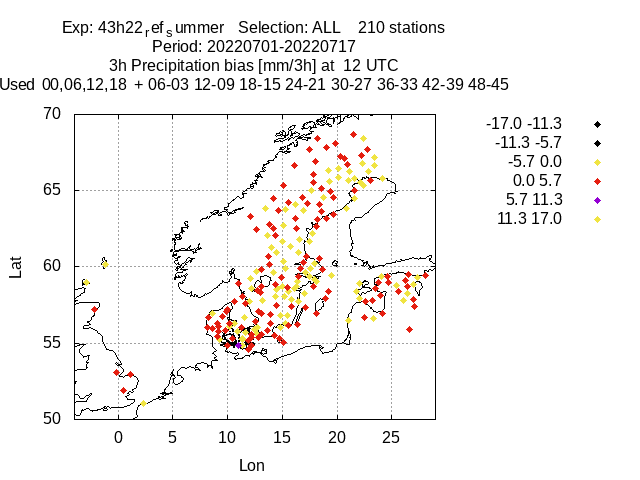 Exp: 43h22refsummer Selection: ALL 210 stations
Period: 20220701-20220717
3h Precipitation bias [mm/3h] at 12 UTC
Used 00,06,12,18 + 06-03 12-09 18-15 24-21 30-27 36-33 42-39 48-45
70
65
60
55
50
Lat
0 5 10 15 20 25
Lon
-17.0 -11.3
-11.3 -5.7
-5.7 0.0
0.0 5.7
5.7 11.3
11.3 17.0